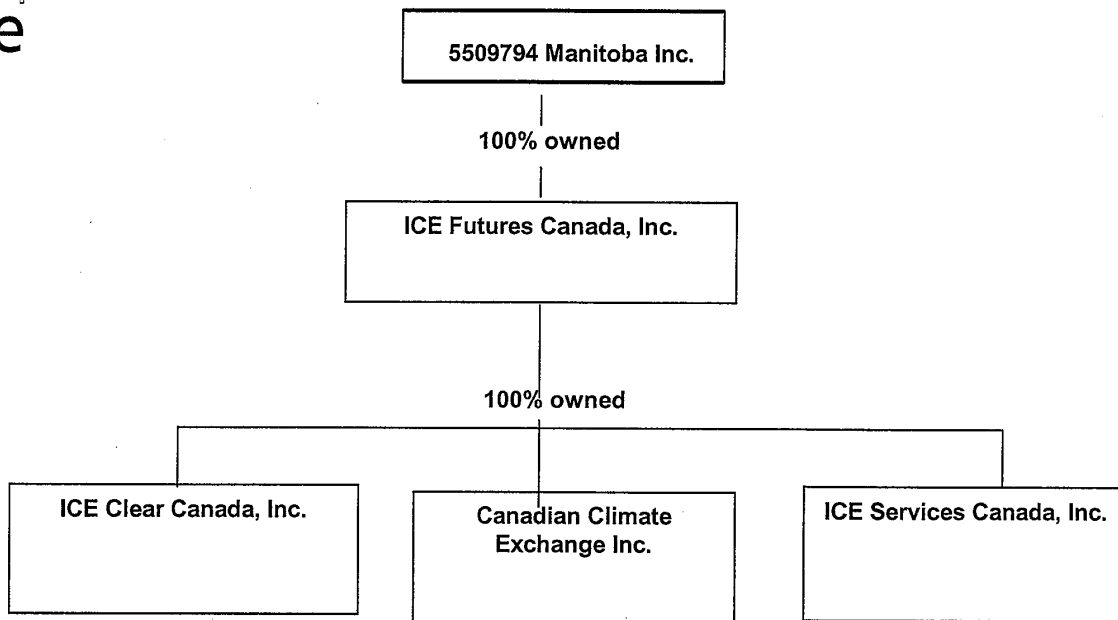 e
5509794 Manitoba Inc.
100% owned
ICE Futures Canada, Inc.
100% owned
ICE Clear Canada, Inc.
Canadian Climate
Exchange Inc.
ICE Services Canada, Inc.